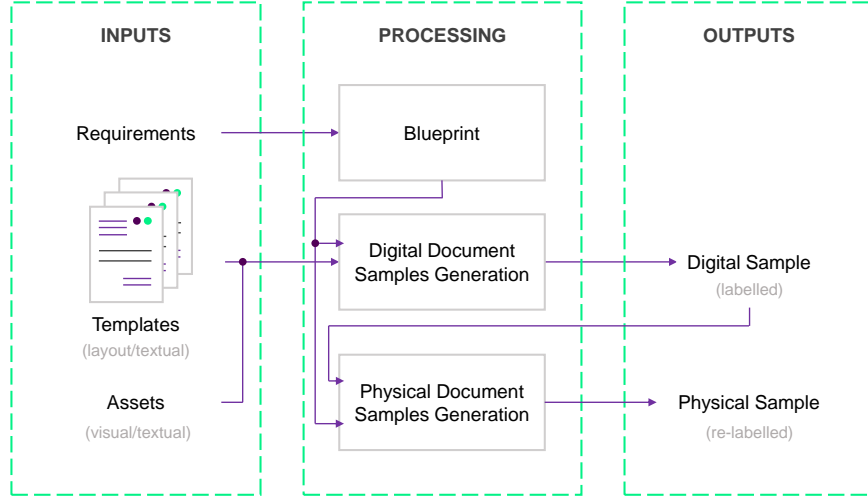 INPUTS
PROCESSING
OUTPUTS
Requirements
Blueprint
Digital Document
Samples Generation
Digital Sample
(labelled)
Templates
(layout/textual)
Physical Document
Samples Generation
Assets
(visual/textual)
Physical Sample
(re-labelled)